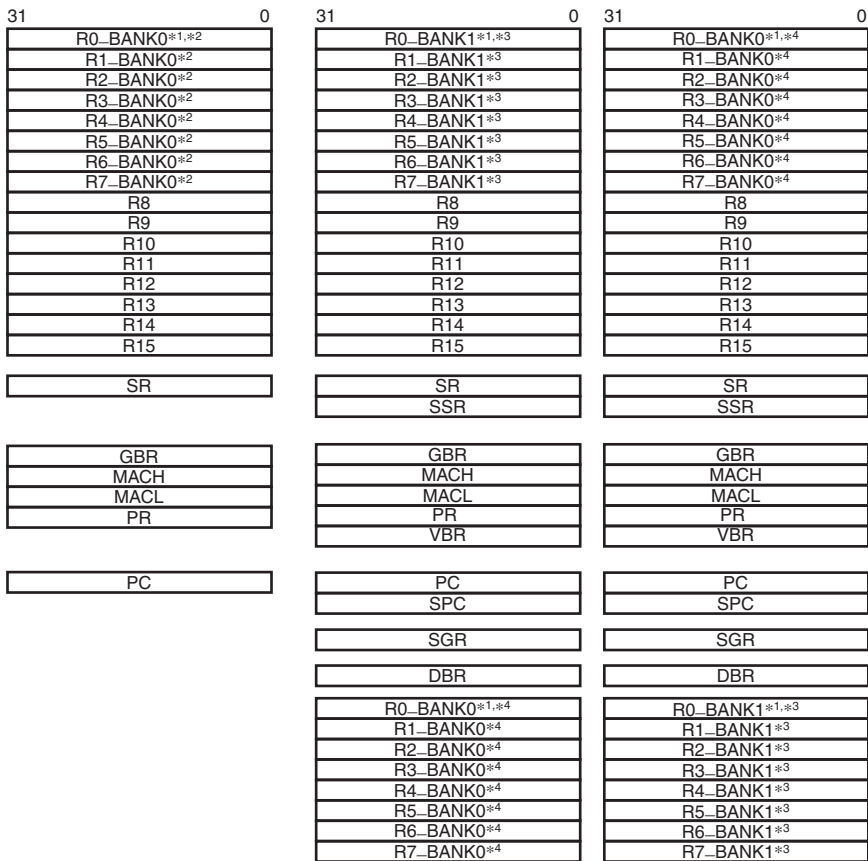 31 0
R0_BANK0*1,*2
R1_BANK0*2
R2_BANK0*2
R3_BANK0*2
R4_BANK0*2
R5_BANK0*2
R6_BANK0*2
R7_BANK0*2
R8
R9
R10
R11
R12
R13
R14
R15
SR
GBR
MACH
MACL
PR
PC
31 0
R0_BANK1*1,*3
R1_BANK1*3
R2_BANK1*3
R3_BANK1*3
R4_BANK1*3
R5_BANK1*3
R6_BANK1*3
R7_BANK1*3
R8
R9
R10
R11
R12
R13
R14
R15
SR
SSR
GBR
MACH
MACL
PR
VBR
PC
SPC
SGR
DBR
R0_BANK0*1,*4
R1_BANK0*4
R2_BANK0*4
R3_BANK0*4
R4_BANK0*4
R5_BANK0*4
R6_BANK0*4
R7_BANK0*4
31 0
R0_BANK0*1,*4
R1_BANK0*4
R2_BANK0*4
R3_BANK0*4
R4_BANK0*4
R5_BANK0*4
R6_BANK0*4
R7_BANK0*4
R8
R9
R10
R11
R12
R13
R14
R15
SR
SSR
GBR
MACH
MACL
PR
VBR
PC
SPC
SGR
DBR
R0_BANK1*1,*3
R1_BANK1*3
R2_BANK1*3
R3_BANK1*3
R4_BANK1*3
R5_BANK1*3
R6_BANK1*3
R7_BANK1*3